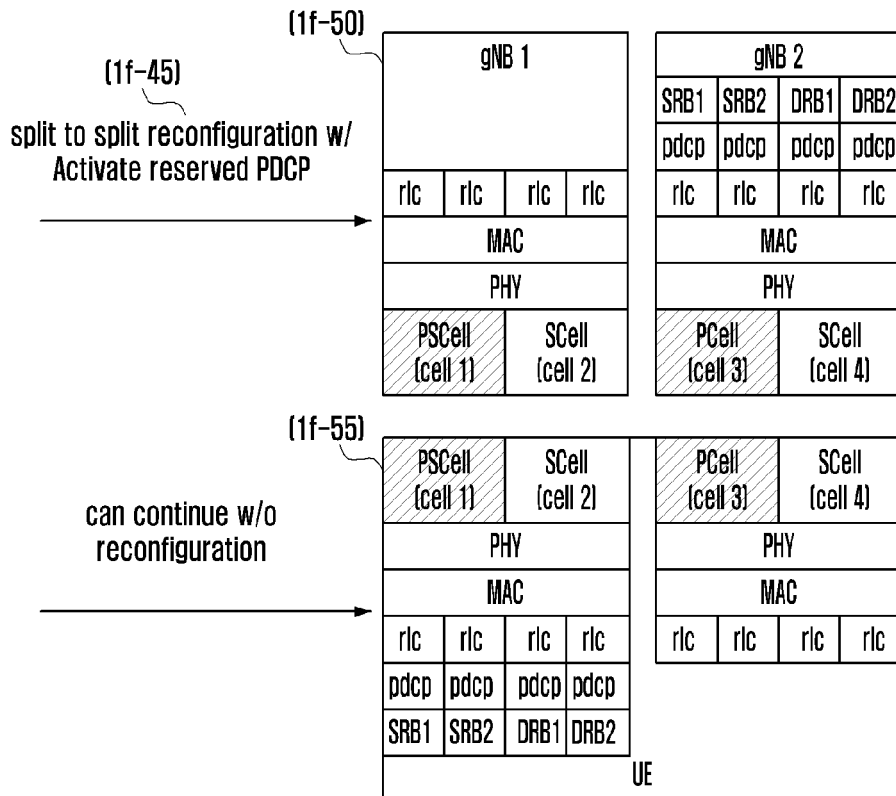 (1f-50)
(1f-45)
split to split reconfiguration w/
Activate reserved PDCP
gNB 1
rlc rlc rlc rlc
MAC
PHY
PSCell
(cell 1)
SCell
(cell 2)
gNB 2
SRB1 SRB2 DRB1 DRB2
pdcp pdcp pdcp pdcp
rlc rlc rlc rlc
MAC
PHY
PCell
(cell 3)
SCell
(cell 4)
(1f-55)
can continue w/o
reconfiguration
PSCell
(cell 1)
SCell
(cell 2)
PHY
MAC
rlc rlc rlc rlc
pdcp pdcp pdcp pdcp
SRB1 SRB2 DRB1 DRB2
PCell
(cell 3)
SCell
(cell 4)
PHY
MAC
rlc rlc rlc rlc
UE